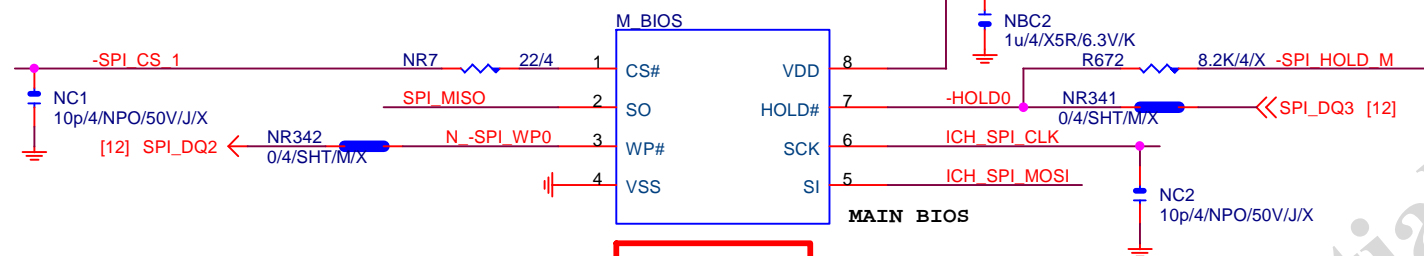 M_BIOS
NBC2
1u/4/X5R/6.3V/K
-SPI_CS_1 NR7 22/4 1 CS# VDD 8 R672 8.2K/4/X -SPI_HOLD_M
NC1
10p/4/NPO/50V/J/X
SPI_MISO 2 SO HOLD# 7 -HOLD0 NR341 SPI_DQ3 [12]
0/4/SHT/M/X
[12] SPI_DQ2 NR342 N_-SPI_WP0 3 WP# SCK 6 ICH_SPI_CLK
0/4/SHT/M/X
4 VSS SI 5 ICH_SPI_MOSI
NC2
10p/4/NPO/50V/J/X
MAIN BIOS